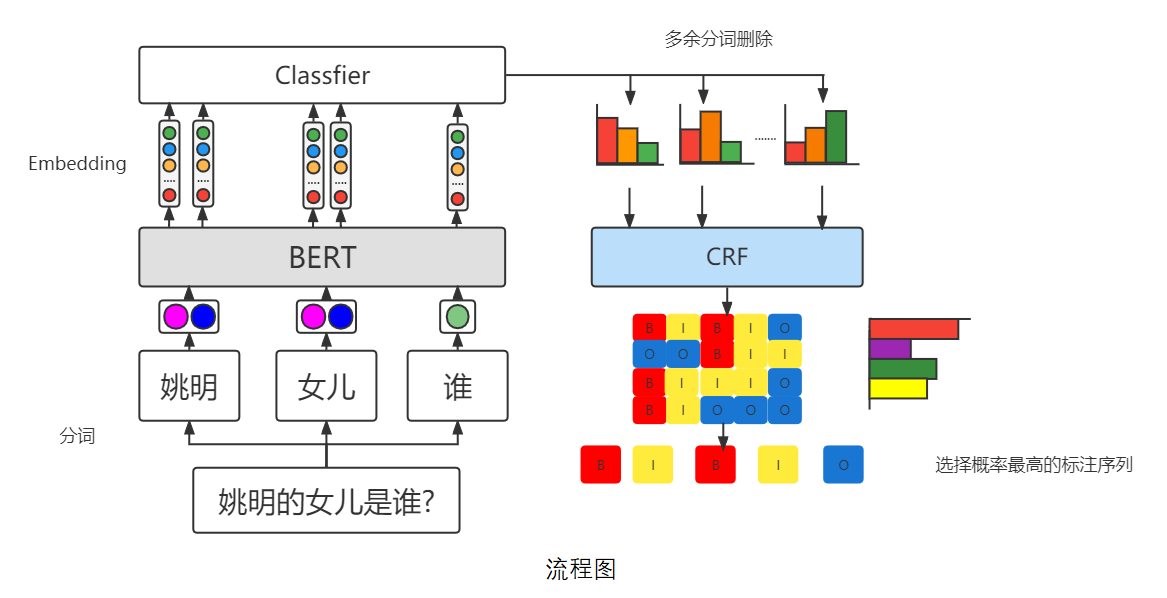 多余分词删除
Classfier
Embedding
.......
BERT
CRF
姚明 女儿 谁
分词
姚明的女儿是谁?
B I B I O
O O B I I
B I I I O
B I O O O
B I B I O
选择概率最高的标注序列
流程图